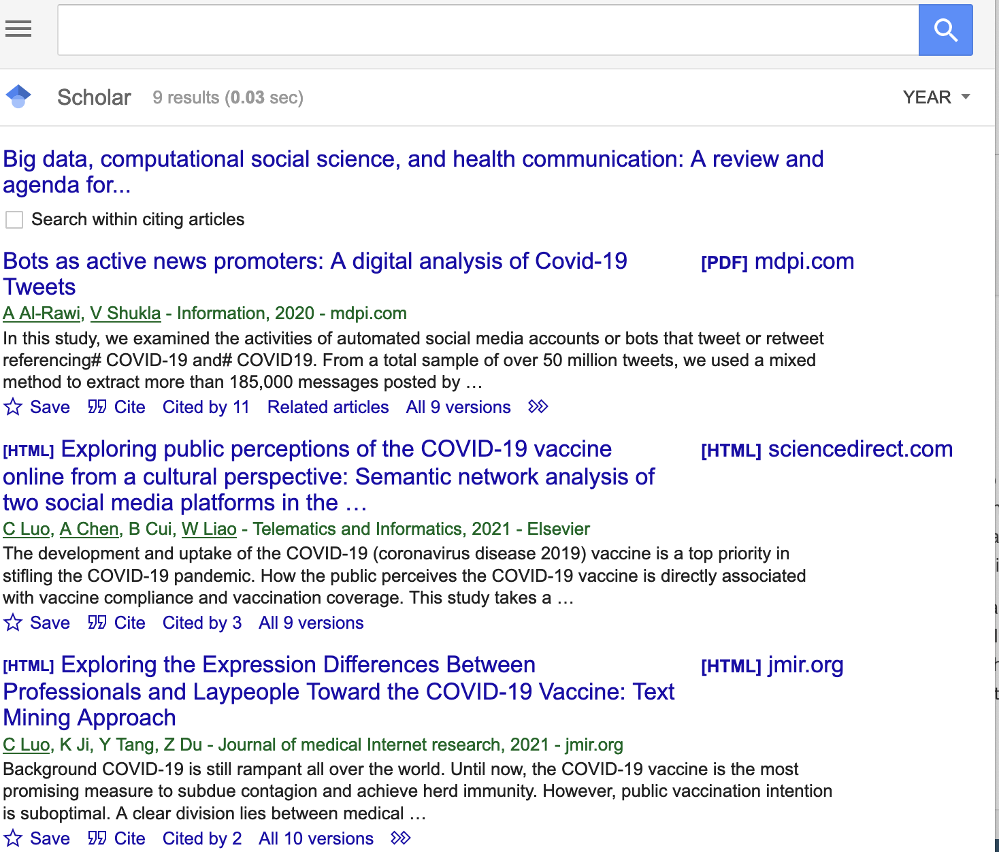 Scholar 9 results (0.03 sec) YEAR
Big data, computational social science, and health communication: A review and
agenda for...
Search within citing articles
Bots as active news promoters: A digital analysis of Covid-19
Tweets
[PDF] mdpi.com
A Al-Rawi, V Shukla - Information, 2020 - mdpi.com
In this study, we examined the activities of automated social media accounts or bots that tweet or retweet
referencing# COVID-19 and# COVID19. From a total sample of over 50 million tweets, we used a mixed
method to extract more than 185,000 messages posted by …
Save Cite Cited by 11 Related articles All 9 versions
[HTML] Exploring public perceptions of the COVID-19 vaccine
online from a cultural perspective: Semantic network analysis of
two social media platforms in the …
[HTML] sciencedirect.com
C Luo, A Chen, B Cui, W Liao - Telematics and Informatics, 2021 - Elsevier
The development and uptake of the COVID-19 (coronavirus disease 2019) vaccine is a top priority in
stifling the COVID-19 pandemic. How the public perceives the COVID-19 vaccine is directly associated
with vaccine compliance and vaccination coverage. This study takes a …
Save Cite Cited by 3 All 9 versions
[HTML] Exploring the Expression Differences Between
Professionals and Laypeople Toward the COVID-19 Vaccine: Text
Mining Approach
[HTML] jmir.org
C Luo, K Ji, Y Tang, Z Du - Journal of medical Internet research, 2021 - jmir.org
Background COVID-19 is still rampant all over the world. Until now, the COVID-19 vaccine is the most
promising measure to subdue contagion and achieve herd immunity. However, public vaccination intention
is suboptimal. A clear division lies between medical …
Save Cite Cited by 2 All 10 versions